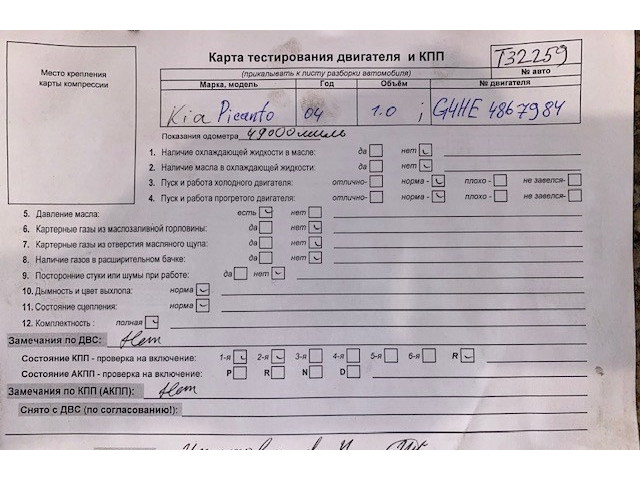 Карта тестирования двигателя и КПП
Т32259
Место крепления
карты компрессии
(прикалывать к листу разборки автомобиля)
№ авто
Марка, модель Год Объём № двигателя
Kia Picanto 04 1.0 i G4HE 4867984
Показания одометра 49000 миль
1. Наличие охлаждающей жидкости в масле: да нет
2. Наличие масла в охлаждающей жидкости: да нет
3. Пуск и работа холодного двигателя: отлично- норма - плохо - не завелся-
4. Пуск и работа прогретого двигателя: отлично- норма - плохо - не завелся-
5. Давление масла: есть нет
6. Картерные газы из маслозаливной горловины: да нет
7. Картерные газы из отверстия масляного щупа: да нет
8. Наличие газов в расширительном бачке: да нет
9. Посторонние стуки или шумы при работе: да нет
10. Дымность и цвет выхлопа: норма
11. Состояние сцепления: норма
12. Комплектность : полная
Замечания по ДВС: Нет
Состояние КПП - проверка на включение: 1-я 2-я 3-я 4-я 5-я 6-я R
Состояние АКПП - проверка на включение: P R N D
Замечания по КПП (АКПП): Нет
Снято с ДВС (по согласованию!):